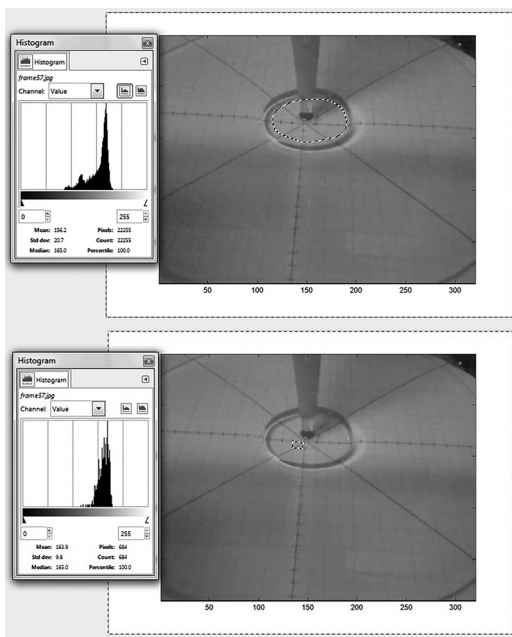 Histogram
Histogram
frame57.jpg
Channel: Value
0 255
Mean: 156.2 Pixels: 22255
Std dev: 20.7 Count: 22255
Median: 165.0 Percentile: 100.0
50 100 150 200 250 300
Histogram
Histogram
frame57.jpg
Channel: Value
0 255
Mean: 163.9 Pixels: 684
Std dev: 9.8 Count: 684
Median: 165.0 Percentile: 100.0
50 100 150 200 250 300